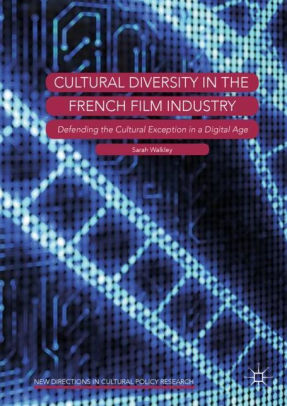 CULTURAL DIVERSITY IN THE
FRENCH FILM INDUSTRY
Defending the Cultural Exception in a Digital Age
Sarah Walkley
NEW DIRECTIONS IN CULTURAL POLICY RESEARCH